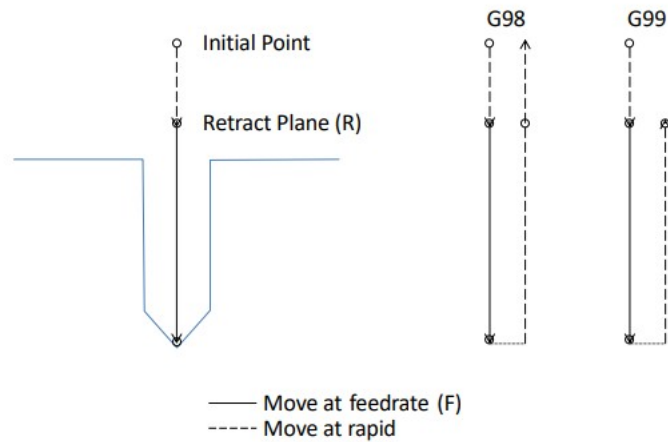 G98
G99
Initial Point
Retract Plane (R)
Move at feedrate (F)
Move at rapid